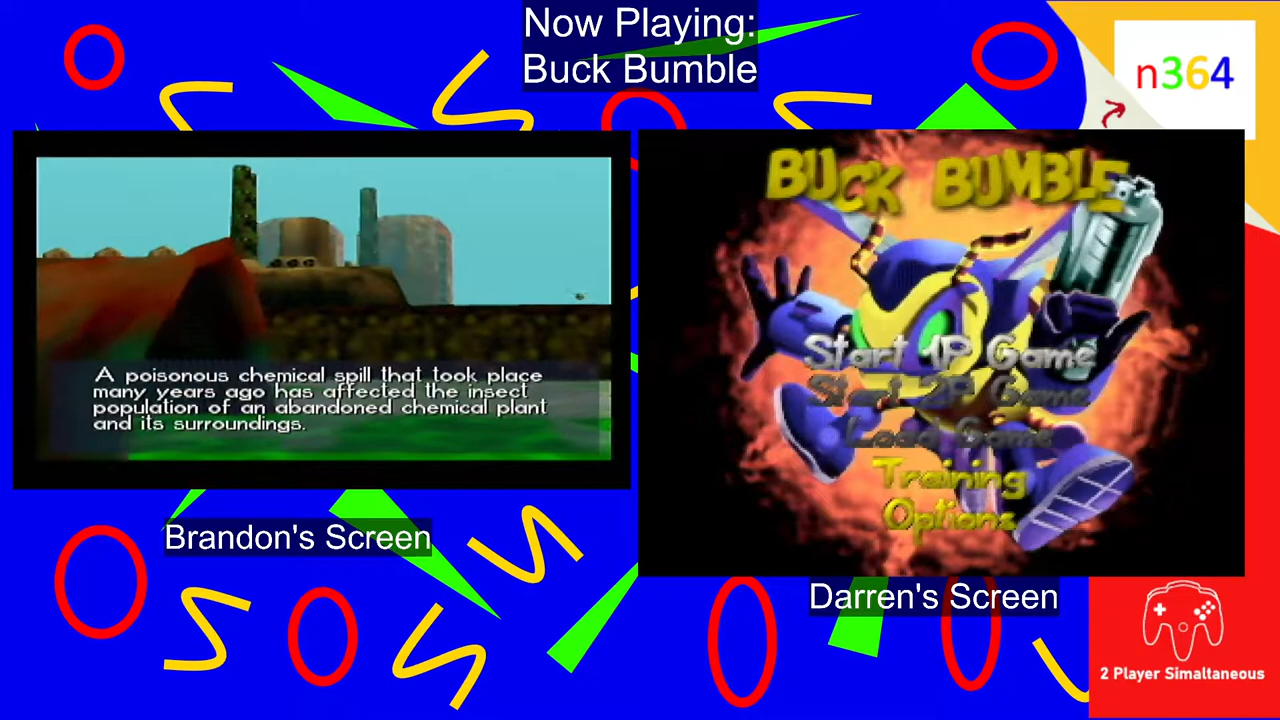 Now Playing:
Buck Bumble
n364
BUCK BUMBLE
A poisonous chemical spill that took place
many years ago has affected the insect
population of an abandoned chemical plant
and its surroundings.
Start 1P Game
Start 2P Game
Load Game
Training
Options
Brandon's Screen
Darren's Screen
2 Player Simaltaneous